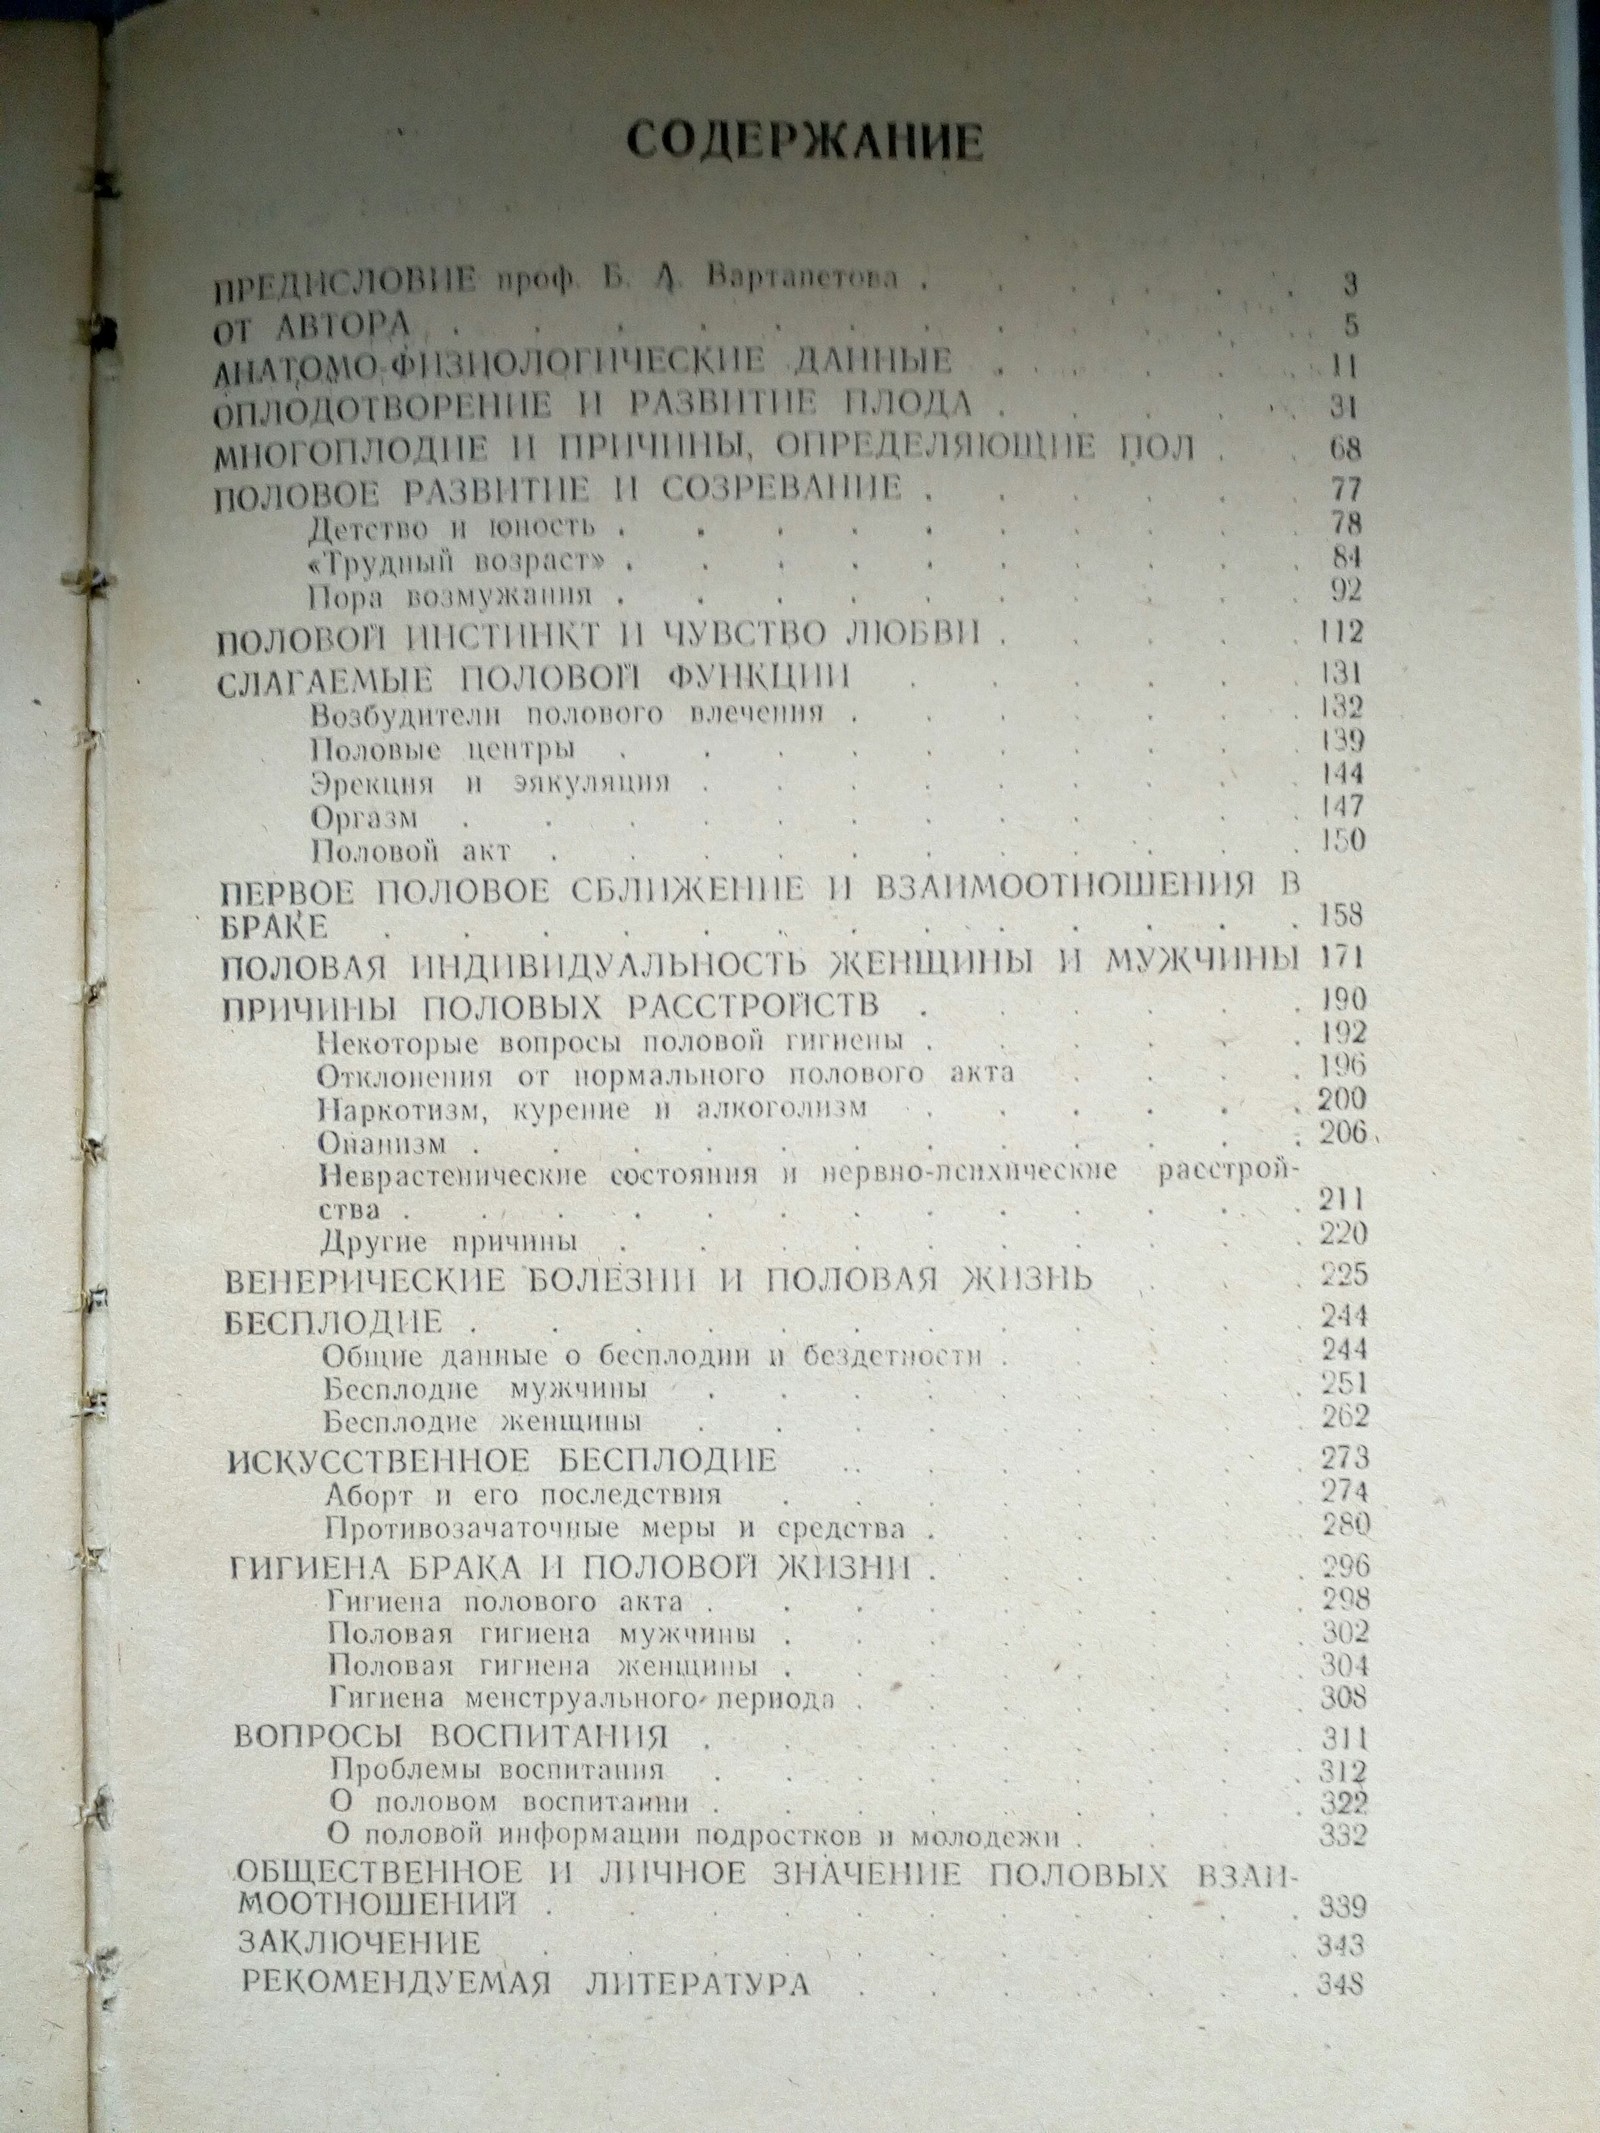 СОДЕРЖАНИЕ
ПРЕДИСЛОВИЕ проф. Б. А. Вартапетова . . . . . . 3
ОТ АВТОРА . . . . . . . . . . . . 5
АНАТОМО-ФИЗИОЛОГИЧЕСКИЕ ДАННЫЕ . . . . . 11
ОПЛОДОТВОРЕНИЕ И РАЗВИТИЕ ПЛОДА . . . . . 31
МНОГОПЛОДИЕ И ПРИЧИНЫ, ОПРЕДЕЛЯЮЩИЕ ПОЛ . . 68
ПОЛОВОЕ РАЗВИТИЕ И СОЗРЕВАНИЕ . . . . . . 77
Детство и юность . . . . . . . . . . 78
«Трудный возраст» . . . . . . . . . . 84
Пора возмужания . . . . . . . . . . 92
ПОЛОВОЙ ИНСТИНКТ И ЧУВСТВО ЛЮБВИ . . . . . 112
СЛАГАЕМЫЕ ПОЛОВОЙ ФУНКЦИИ . . . . . . 131
Возбудители полового влечения . . . . . . . 132
Половые центры . . . . . . . . . . 139
Эрекция и эякуляция . . . . . . . . . 144
Оргазм . . . . . . . . . . . . 147
Половой акт . . . . . . . . . . . 150
ПЕРВОЕ ПОЛОВОЕ СБЛИЖЕНИЕ И ВЗАИМООТНОШЕНИЯ В
БРАКЕ . . . . . . . . . . . . . 158
ПОЛОВАЯ ИНДИВИДУАЛЬНОСТЬ ЖЕНЩИНЫ И МУЖЧИНЫ 171
ПРИЧИНЫ ПОЛОВЫХ РАССТРОЙСТВ . . . . . . 190
Некоторые вопросы половой гигиены . . . . . . 192
Отклонения от нормального полового акта . . . . 196
Наркотизм, курение и алкоголизм . . . . . . 200
Онанизм . . . . . . . . . . . . 206
Неврастенические состояния и нервно-психические расстрой-
ства . . . . . . . . . . . . . 211
Другие причины . . . . . . . . . . 220
ВЕНЕРИЧЕСКИЕ БОЛЕЗНИ И ПОЛОВАЯ ЖИЗНЬ . . . 225
БЕСПЛОДИЕ . . . . . . . . . . . . 244
Общие данные о бесплодии и бездетности . . . . . 244
Бесплодие мужчины . . . . . . . . . 251
Бесплодие женщины . . . . . . . . . 262
ИСКУССТВЕННОЕ БЕСПЛОДИЕ . . . . . . . 273
Аборт и его последствия . . . . . . . . 274
Противозачаточные меры и средства . . . . . . 280
ГИГИЕНА БРАКА И ПОЛОВОЙ ЖИЗНИ . . . . . . 296
Гигиена полового акта . . . . . . . . . 298
Половая гигиена мужчины . . . . . . . . 302
Половая гигиена женщины . . . . . . . . 304
Гигиена менструального периода . . . . . . . 308
ВОПРОСЫ ВОСПИТАНИЯ . . . . . . . . . 311
Проблемы воспитания . . . . . . . . . 312
О половом воспитании . . . . . . . . . 322
О половой информации подростков и молодежи . . . . 332
ОБЩЕСТВЕННОЕ И ЛИЧНОЕ ЗНАЧЕНИЕ ПОЛОВЫХ ВЗАИ-
МООТНОШЕНИЙ . . . . . . . . . . . 339
ЗАКЛЮЧЕНИЕ . . . . . . . . . . . 343
РЕКОМЕНДУЕМАЯ ЛИТЕРАТУРА . . . . . . . 348